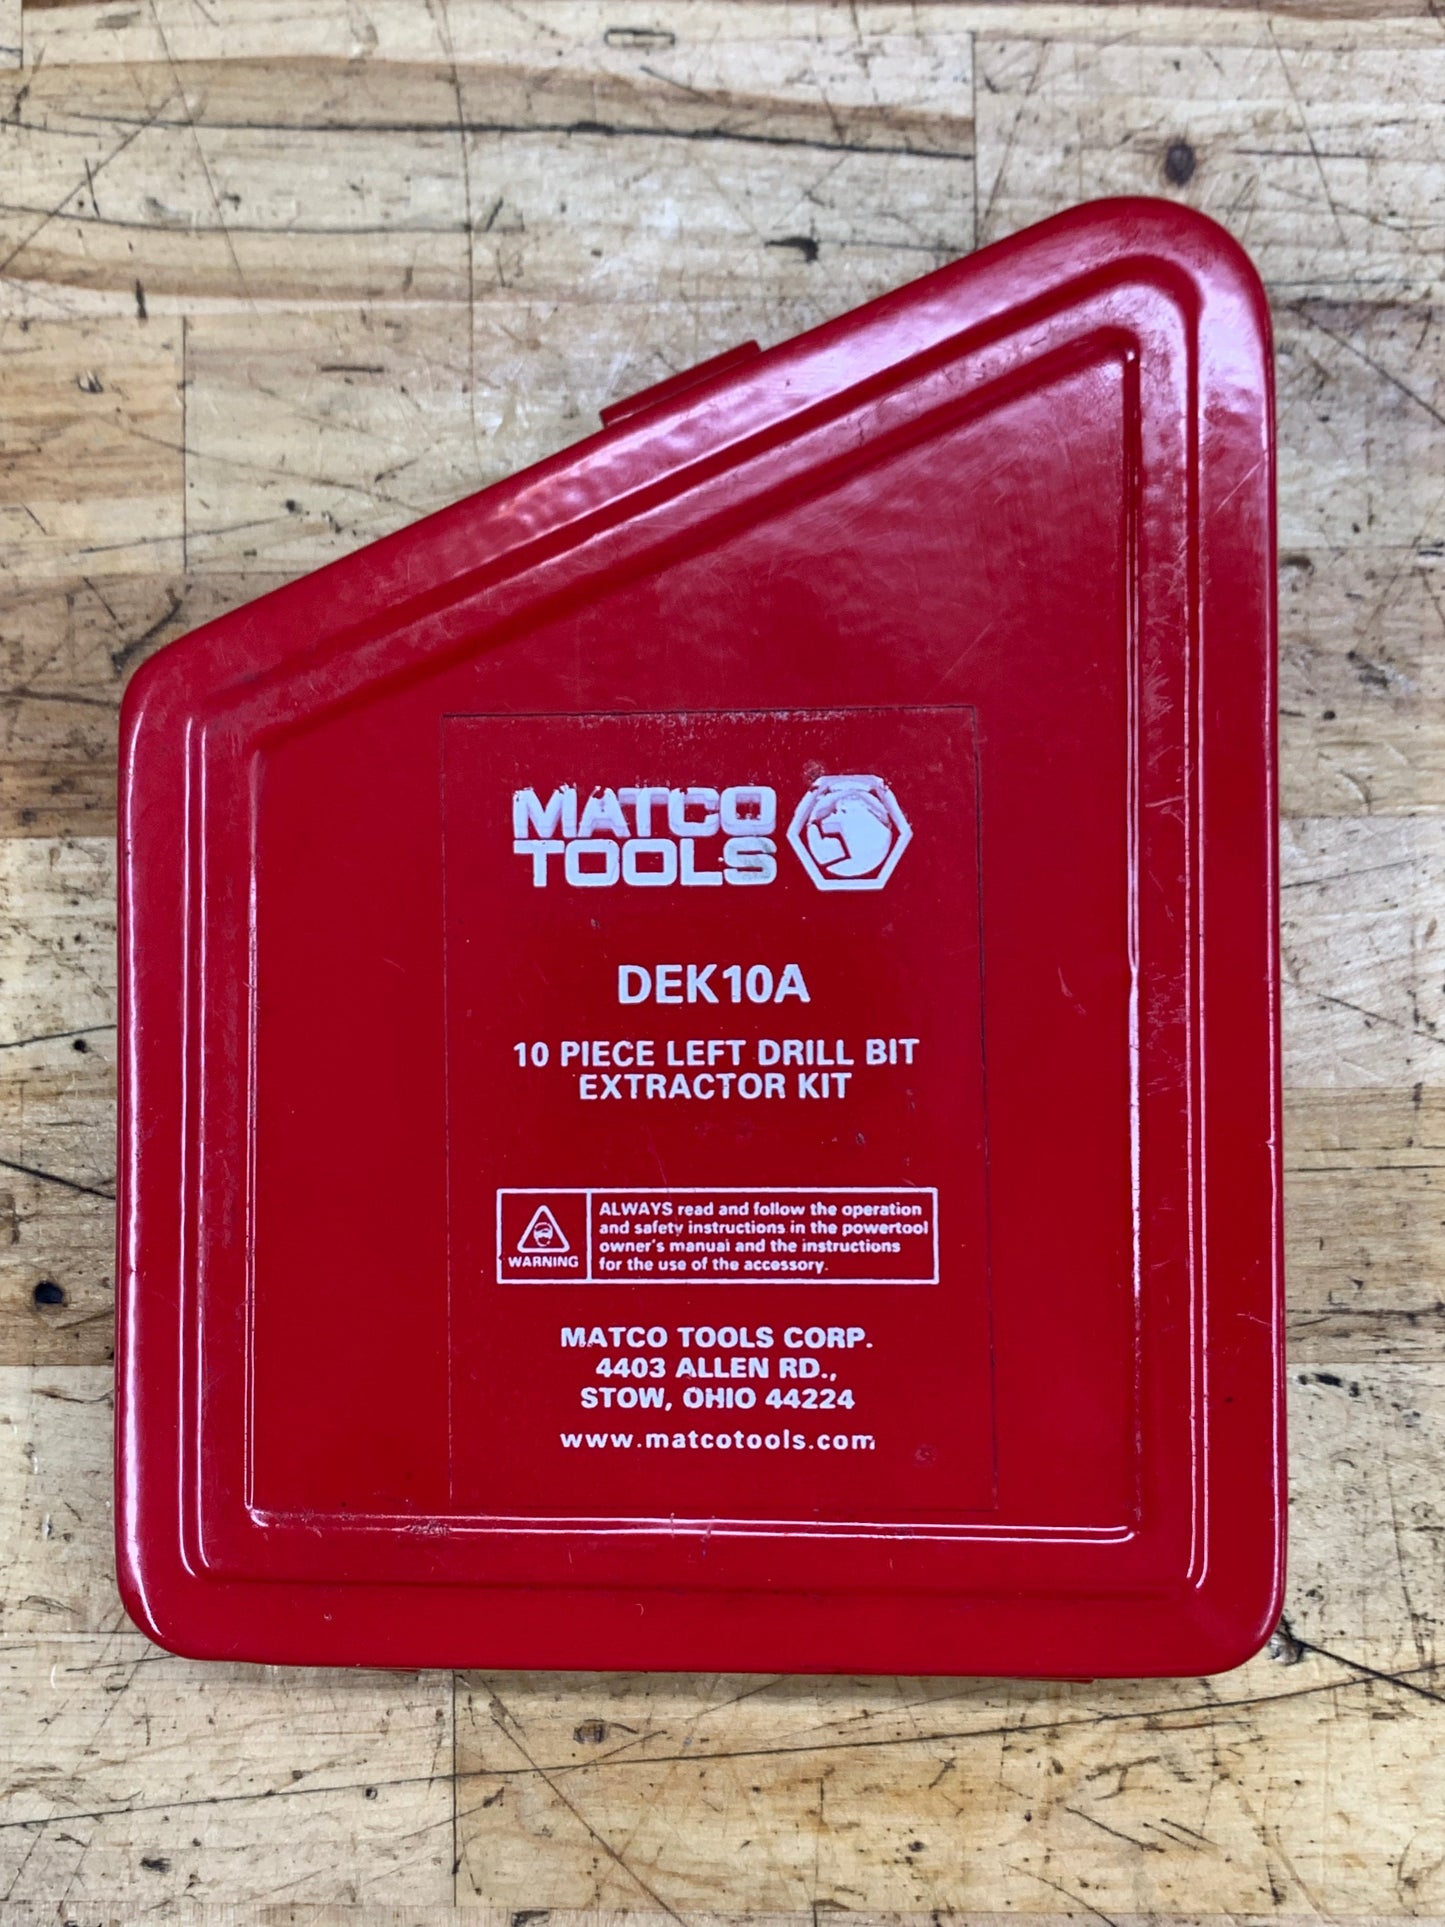 MATCO
TOOLS
DEK10A
10 PIECE LEFT DRILL BIT
EXTRACTOR KIT
WARNING
ALWAYS read and follow the operation
and safety instructions in the powertool
owner's manual and the instructions
for the use of the accessory.
MATCO TOOLS CORP.
4403 ALLEN RD.,
STOW, OHIO 44224
www.matcotools.com